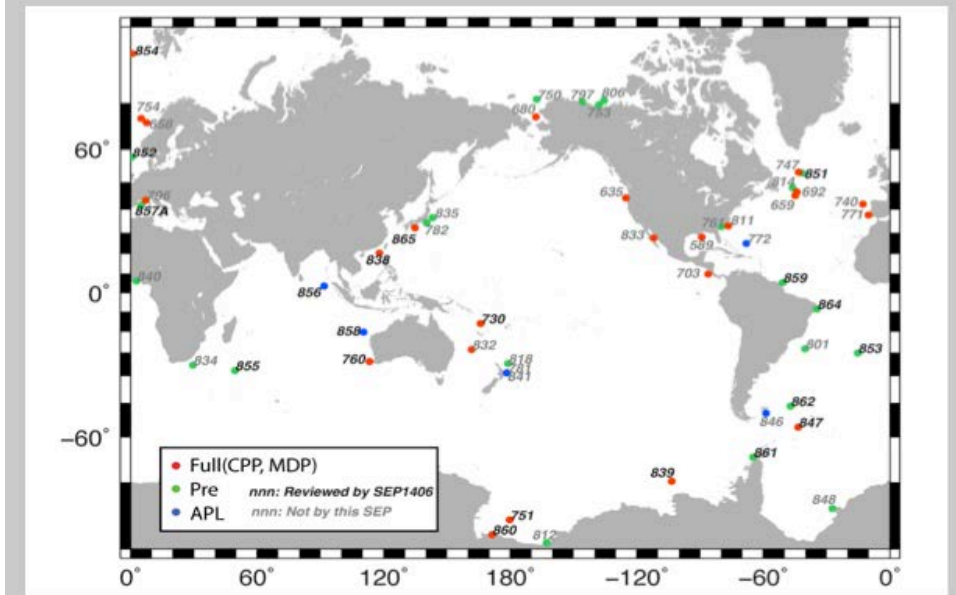 854
750 797 806
754 680 753
658
60°
852 747 851
814
796 635 692
857A 740
659
835 761 811 771
865 782
833 589 772
838
840 703 859
0° 856
864
858 730
832 801
760 818 853
834 855 781
841
862
846 847
−60°
861
Full(CPP, MDP) 839
Pre nnn: Reviewed by SEP1406
APL nnn: Not by this SEP 848
751
860 812
0° 60° 120° 180° −120° −60° 0°